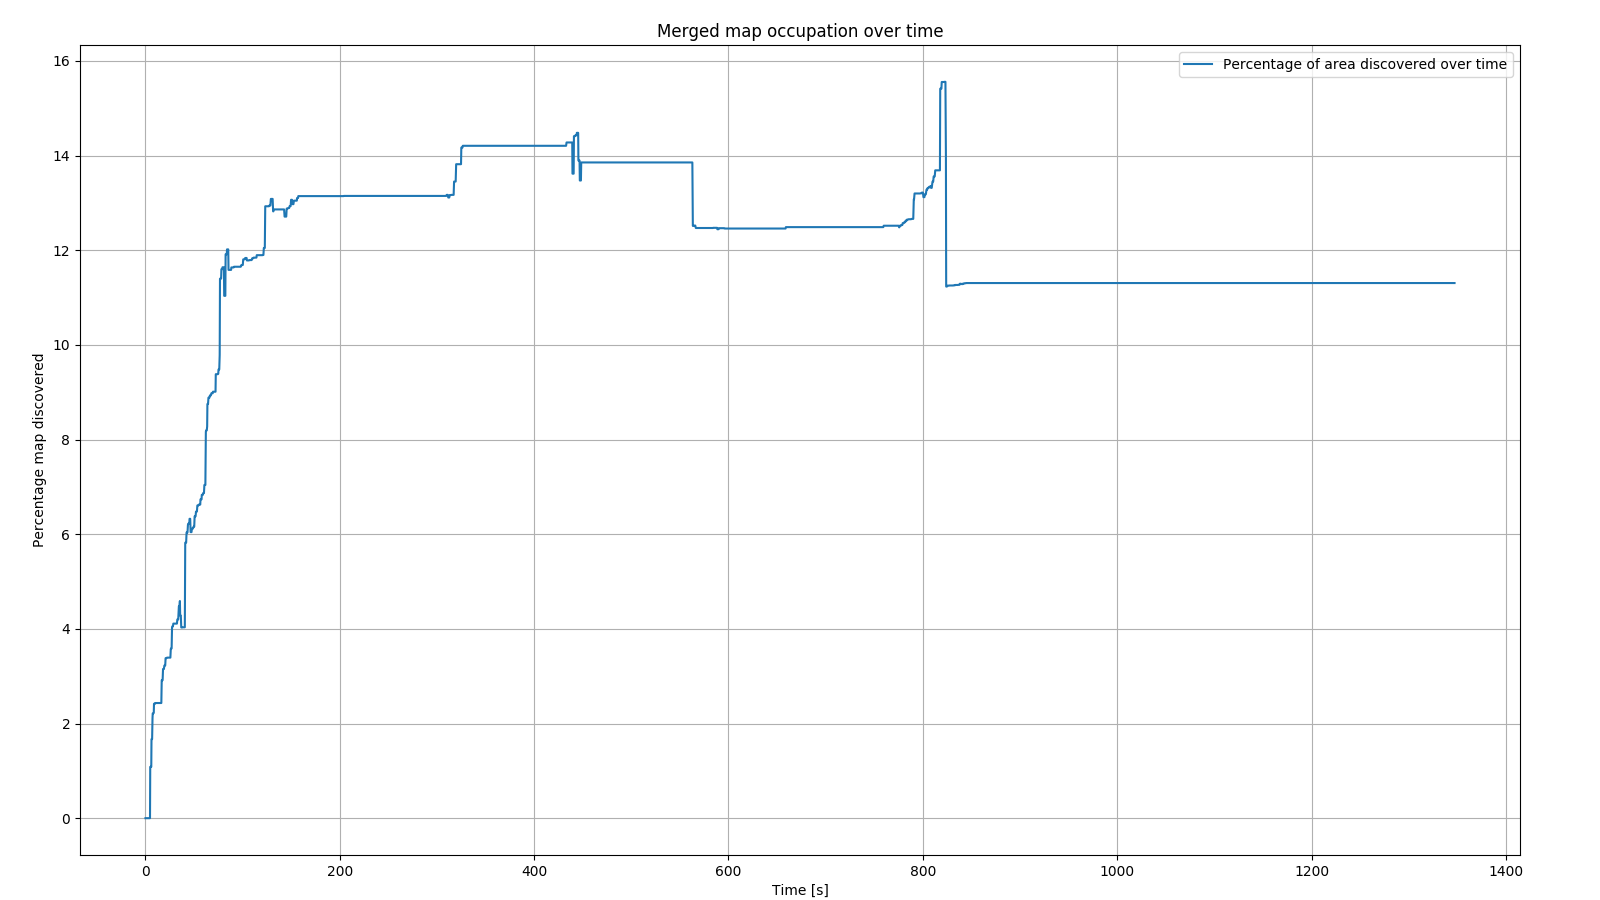 Merged map occupation over time
Percentage of area discovered over time
16
14
12
10
8
6
4
2
0
Percentage map discovered
0 200 400 600 800 1000 1200 1400
Time [s]